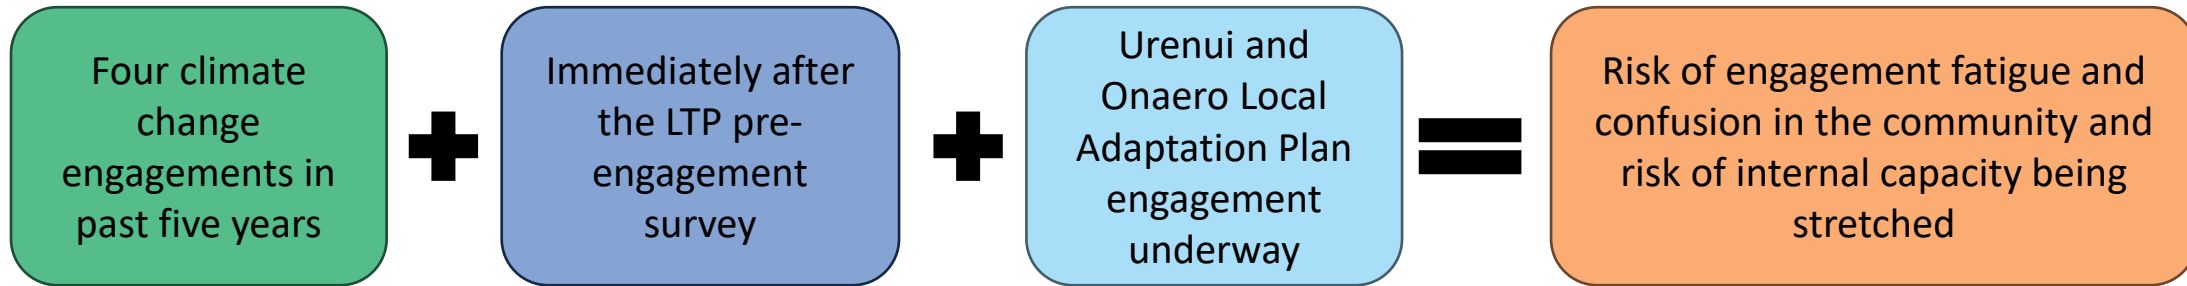 Four climate
change
engagements in
past five years
Immediately after
the LTP pre-
engagement
survey
Urenui and
Onaero Local
Adaptation Plan
engagement
underway
Risk of engagement fatigue and
confusion in the community and
risk of internal capacity being
stretched